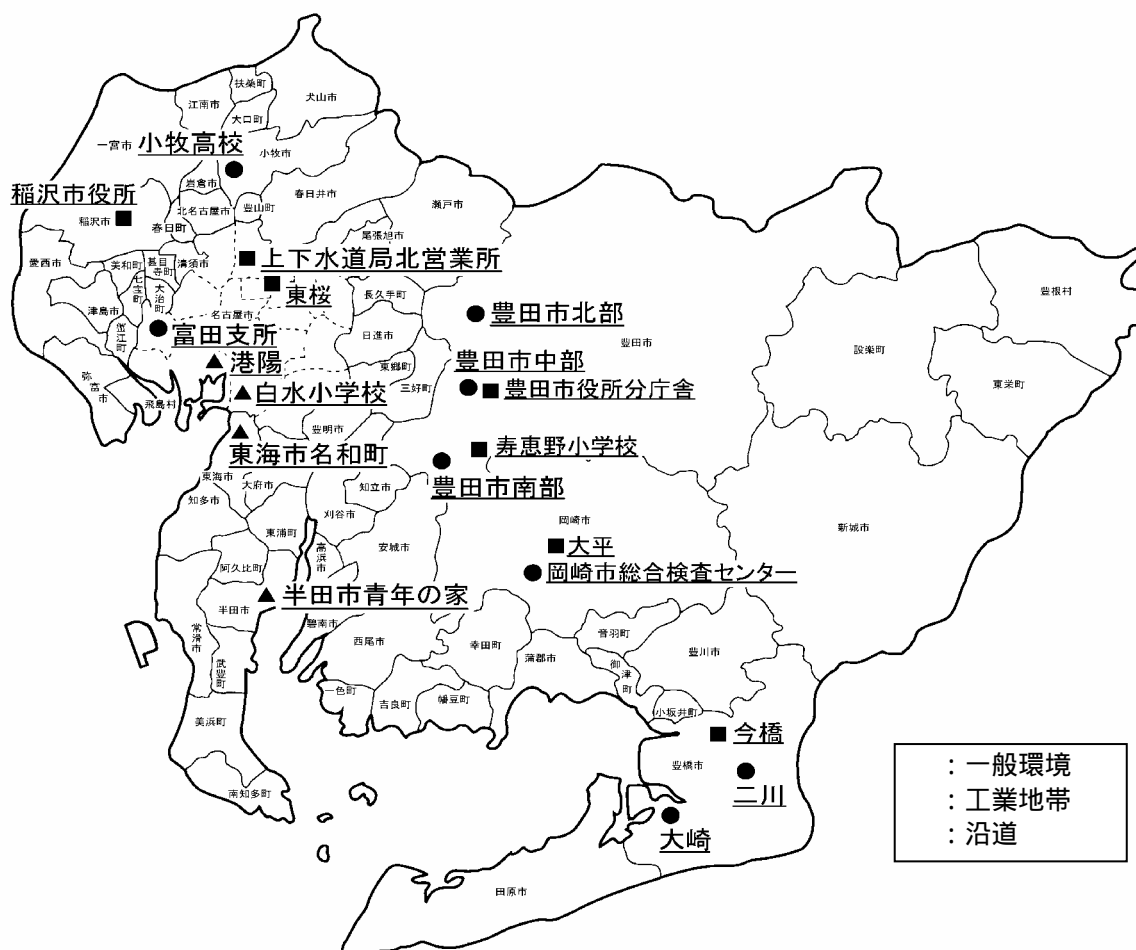 扶桑町
犬山市
江南市
大口町
一宮市
小牧高校
小牧市
岩倉市
春日井市
稲沢市役所
瀬戸市
稲沢市
北名古屋市
豊山町
春日町
尾張旭市
愛西市
美和町
甚目寺町
清須市
上下水道局北営業所
七宝町
大治町
東桜
長久手町
豊根村
津島市
名古屋市
豊田市北部
蟹江町
富田支所
日進市
豊田市
設楽町
港陽
豊田市中部
東郷町
東栄町
弥富市
三好町
飛島村
白水小学校
豊田市役所分庁舎
豊明市
東海市名和町
寿恵野小学校
東海市
大府市
知立市
豊田市南部
知多市
刈谷市
岡崎市
新城市
東浦町
高浜市
安城市
大平
阿久比町
岡崎市総合検査センター
半田市
半田市青年の家
碧南市
常滑市
西尾市
幸田町
音羽町
豊川市
蒲郡市
御津町
武豊町
一色町
吉良町
幡豆町
小坂井町
美浜町
今橋
豊橋市
二川
南知多町
大崎
田原市
：一般環境
：工業地帯
：沿道